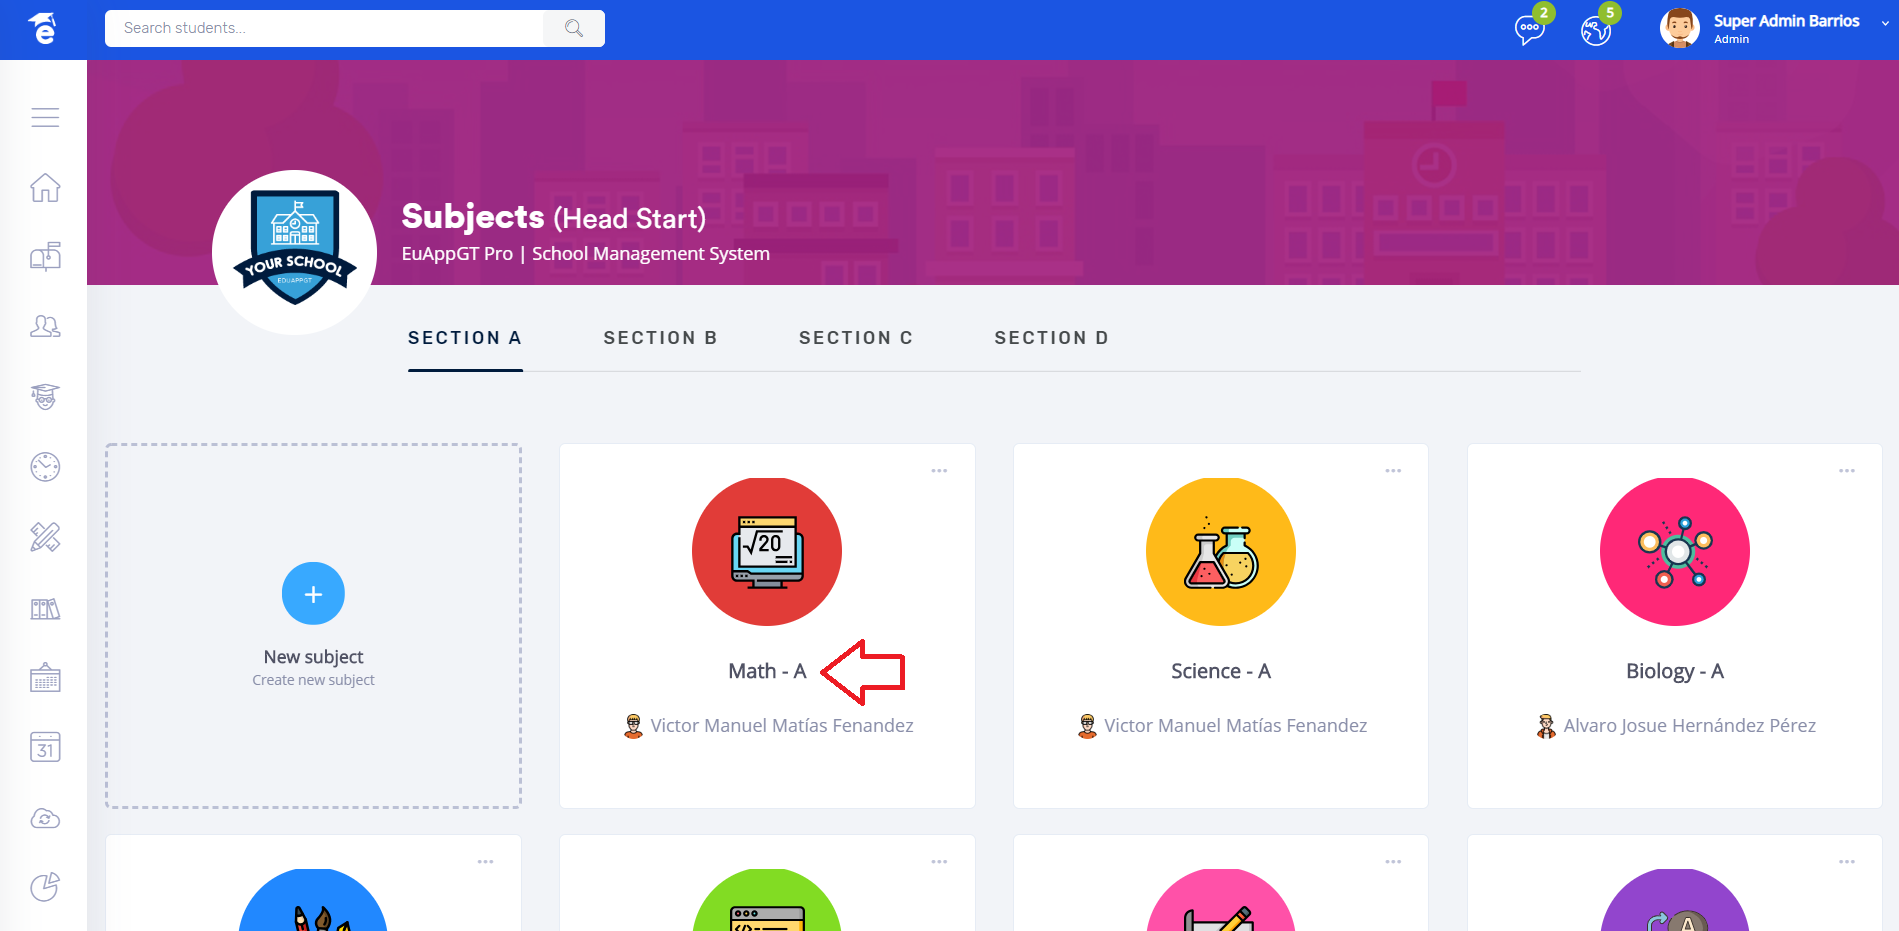 e
Search students...
2
5
Super Admin Barrios
Admin
YOUR SCHOOL
EDUAPPGT
Subjects (Head Start)
EuAppGT Pro | School Management System
SECTION A
SECTION B
SECTION C
SECTION D
31
+
New subject
Create new subject
√20
Math - A
Victor Manuel Matías Fenandez
Science - A
Victor Manuel Matías Fenandez
Biology - A
Alvaro Josue Hernández Pérez
</>
A